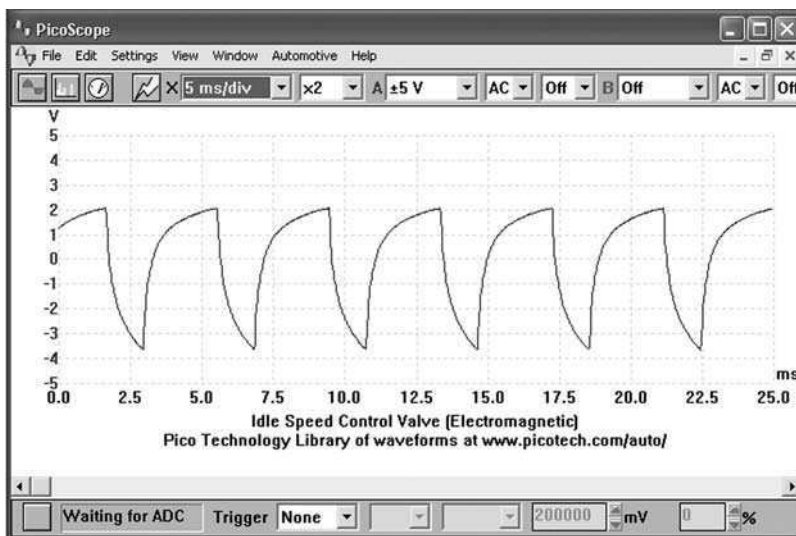 PicoScope
File Edit Settings View Window Automotive Help
X 5 ms/div x2 A ±5 V AC Off B Off AC Off
V
5
4
3
2
1
0
-1
-2
-3
-4
-5
ms
0.0 2.5 5.0 7.5 10.0 12.5 15.0 17.5 20.0 22.5 25.0
Idle Speed Control Valve (Electromagnetic)
Pico Technology Library of waveforms at www.picotech.com/auto/
Waiting for ADC Trigger None 200000 mV 0 %